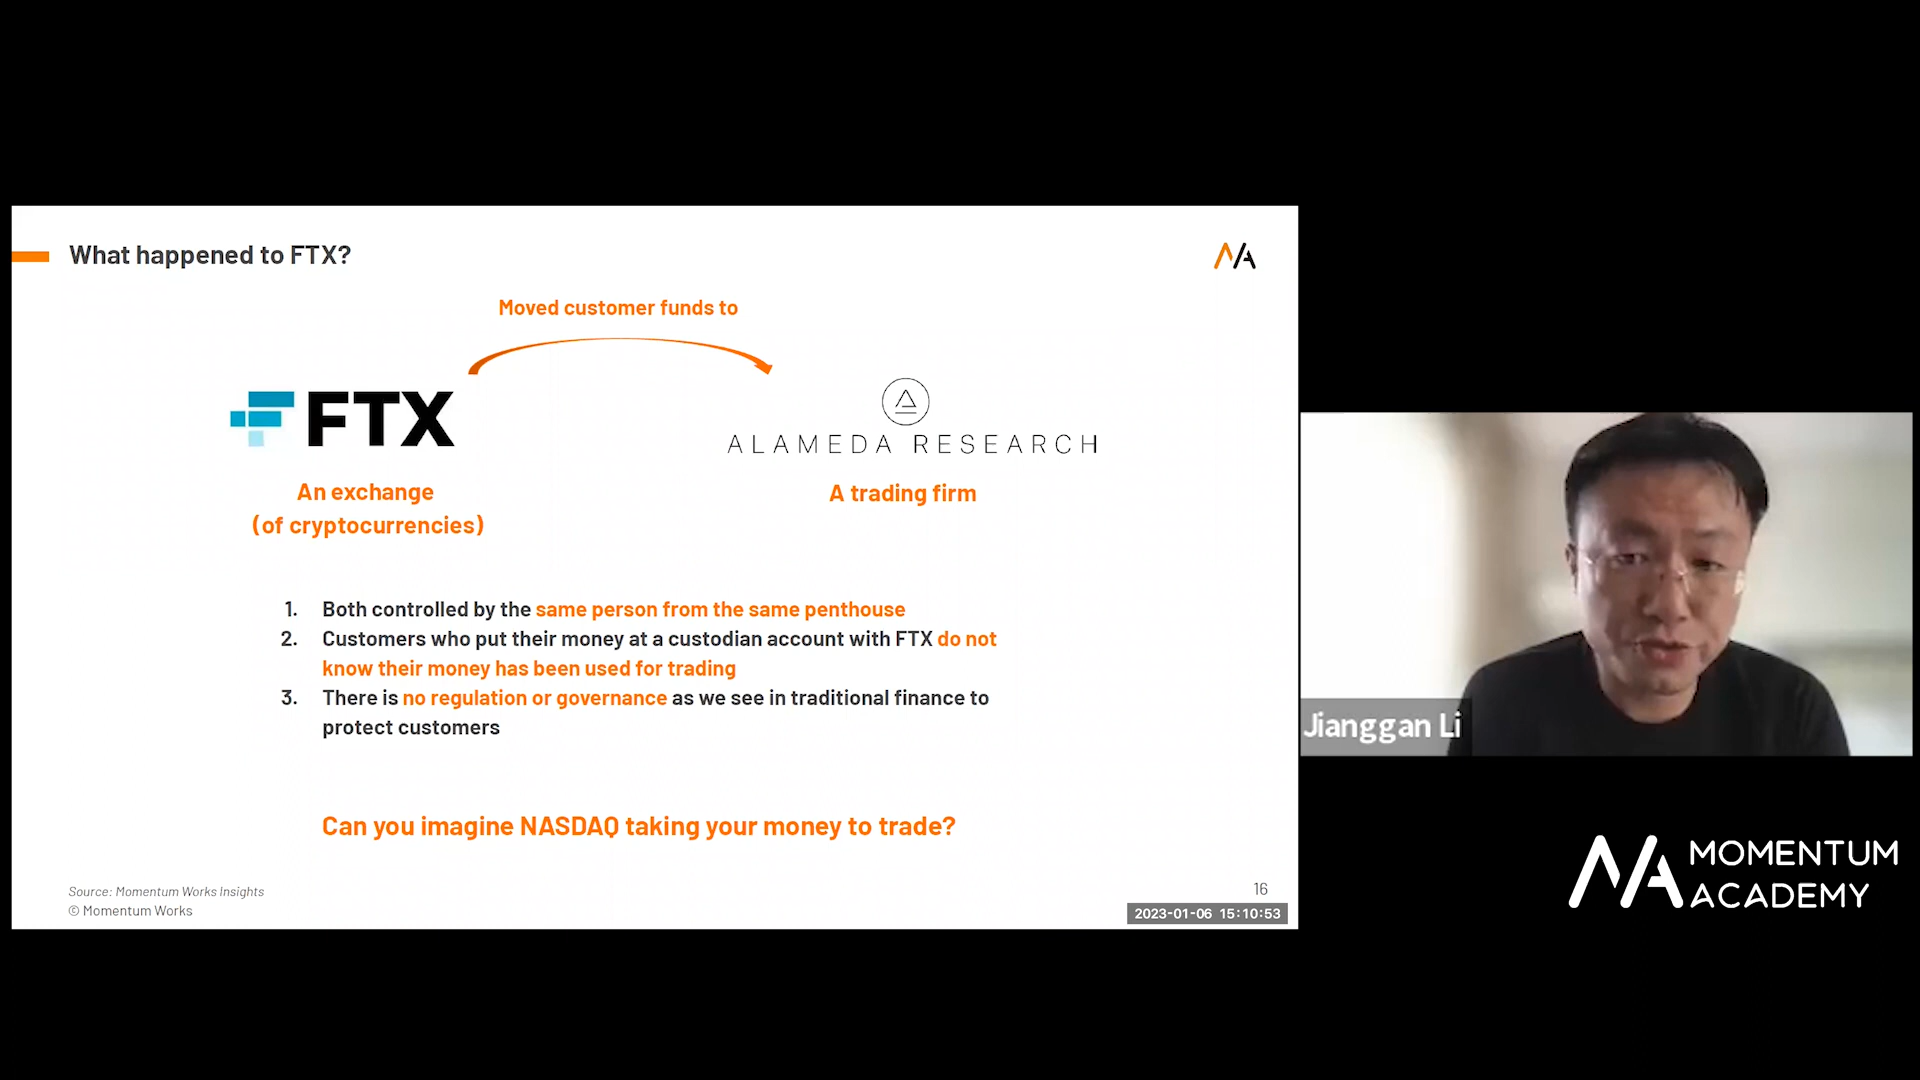 What happened to FTX?
Moved customer funds to
FTX
ALAMEDA RESEARCH
An exchange
(of cryptocurrencies)
A trading firm
1. Both controlled by the same person from the same penthouse
2. Customers who put their money at a custodian account with FTX do not
know their money has been used for trading
3. There is no regulation or governance as we see in traditional finance to
protect customers
Can you imagine NASDAQ taking your money to trade?
Source: Momentum Works Insights
© Momentum Works
16
2023-01-06 15:10:53
Jianggan Li
MOMENTUM
ACADEMY